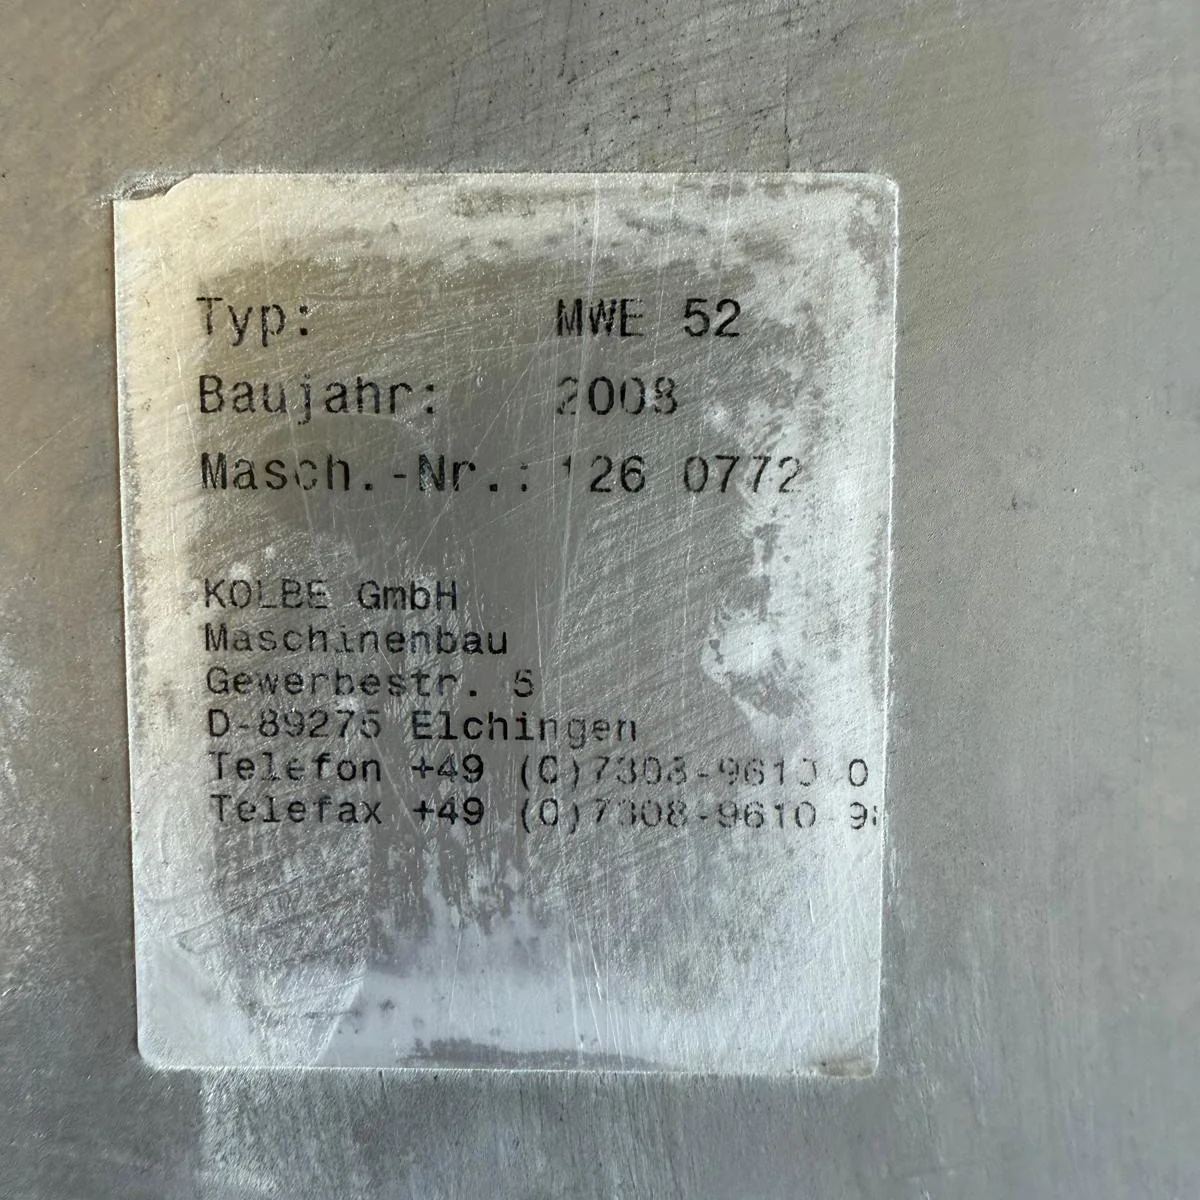 Typ: MWE 52
Baujahr: 2008
Masch.-Nr.: 126 0772
KOLBE GmbH
Maschinenbau
Gewerbestr. 5
D-89275 Elchingen
Telefon +49 (0)7308-9610 0
Telefax +49 (0)7308-9610